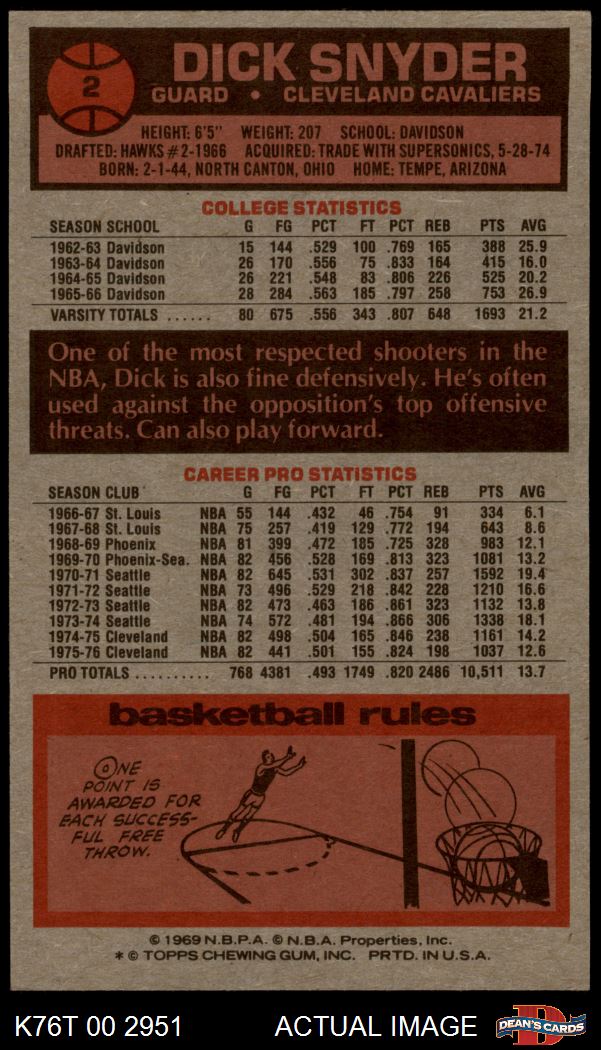 2
DICK SNYDER
GUARD • CLEVELAND CAVALIERS
HEIGHT: 6'5" WEIGHT: 207 SCHOOL: DAVIDSON
DRAFTED: HAWKS #2-1966 ACQUIRED: TRADE WITH SUPERSONICS, 5-28-74
BORN: 2-1-44, NORTH CANTON, OHIO HOME: TEMPE, ARIZONA
COLLEGE STATISTICS
SEASON SCHOOL G FG PCT FT PCT REB PTS AVG
1962-63 Davidson 15 144 .529 100 .769 165 388 25.9
1963-64 Davidson 26 170 .556 75 .833 164 415 16.0
1964-65 Davidson 26 221 .548 83 .806 226 525 20.2
1965-66 Davidson 28 284 .563 185 .797 258 753 26.9
VARSITY TOTALS ...... 80 675 .556 343 .807 648 1693 21.2
One of the most respected shooters in the
NBA, Dick is also fine defensively. He's often
used against the opposition's top offensive
threats. Can also play forward.
CAREER PRO STATISTICS
SEASON CLUB G FG PCT FT PCT REB PTS AVG
1966-67 St. Louis NBA 55 144 .432 46 .754 91 334 6.1
1967-68 St. Louis NBA 75 257 .419 129 .772 194 643 8.6
1968-69 Phoenix NBA 81 399 .472 185 .725 328 983 12.1
1969-70 Phoenix-Sea. NBA 82 456 .528 169 .813 323 1081 13.2
1970-71 Seattle NBA 82 645 .531 302 .837 257 1592 19.4
1971-72 Seattle NBA 73 496 .529 218 .842 228 1210 16.6
1972-73 Seattle NBA 82 473 .463 186 .861 323 1132 13.8
1973-74 Seattle NBA 74 572 .481 194 .866 306 1338 18.1
1974-75 Cleveland NBA 82 498 .504 165 .846 238 1161 14.2
1975-76 Cleveland NBA 82 441 .501 155 .824 198 1037 12.6
PRO TOTALS .......... 768 4381 .493 1749 .820 2486 10,511 13.7
basketball rules
ONE
POINT IS
AWARDED FOR
EACH SUCCESS-
FUL FREE
THROW.
© 1969 N.B.P.A. © N.B.A. Properties, Inc.
* © TOPPS CHEWING GUM, INC. PRTD. IN U.S.A.
K76T 00 2951 ACTUAL IMAGE
D
DEAN'S CARDS